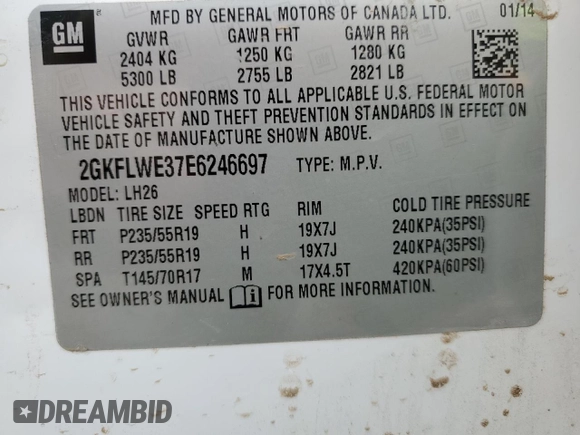 GM
MFD BY GENERAL MOTORS OF CANADA LTD. 01/14
GVWR GAWR FRT GAWR RR
2404 KG 1250 KG 1280 KG
5300 LB 2755 LB 2821 LB
THIS VEHICLE CONFORMS TO ALL APPLICABLE U.S. FEDERAL MOTOR
VEHICLE SAFETY AND THEFT PREVENTION STANDARDS IN EFFECT ON
THE DATE OF MANUFACTURE SHOWN ABOVE.
2GKFLWE37E6246697 TYPE: M.P.V.
MODEL: LH26
LBDN TIRE SIZE SPEED RTG RIM COLD TIRE PRESSURE
FRT P235/55R19 H 19X7J 240KPA(35PSI)
RR P235/55R19 H 19X7J 240KPA(35PSI)
SPA T145/70R17 M 17X4.5T 420KPA(60PSI)
SEE OWNER'S MANUAL FOR MORE INFORMATION.
DREAMBID